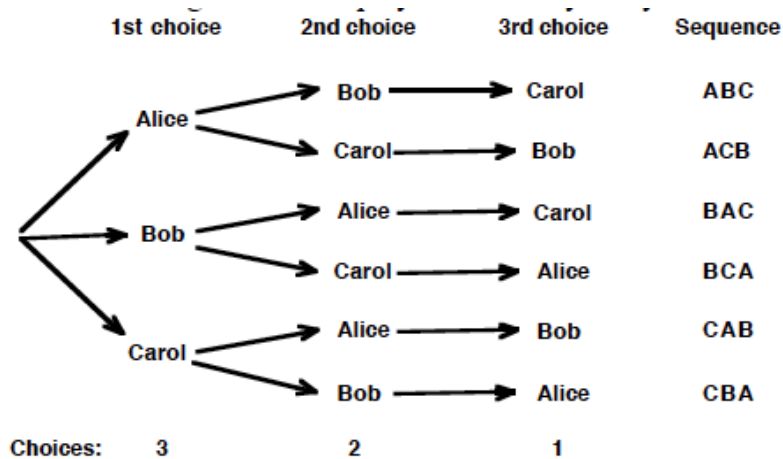 1st choice 2nd choice 3rd choice Sequence
Bob Carol ABC
Alice
Carol Bob ACB
Alice Carol BAC
Bob
Carol Alice BCA
Alice Bob CAB
Carol
Bob Alice CBA
Choices: 3 2 1